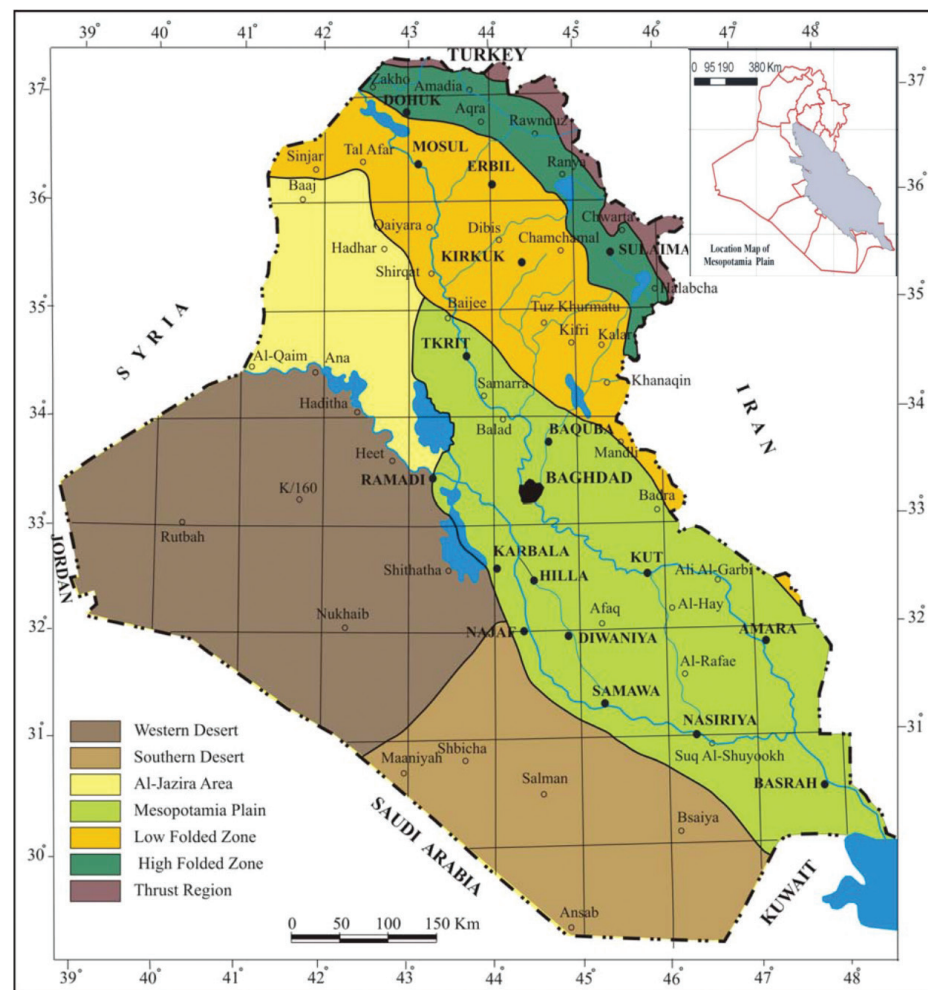 39° 40° 41° 42° 43° 44° 45° 46° 47° 48°
TURKEY
0 95 190 380 Km
37° 37°
Zakho
Amadia
DOHUK
Aqra
Rawnduz
MOSUL
Tal Afar
Sinjar
ERBIL
Ranya
Baaj
36° 36°
Chwarta
Qaiyara
Dibis
Chamchamal
Hadhar
KIRKUK
SULAIMA
Location Map of
Mesopotamia Plain
Shirqat
Halabcha
35° 35°
Baijee
Tuz Khurmatu
Kifri
Kalar
TKRIT
SYRIA
Al-Qaim
Ana
Samarra
Khanaqin
IRAN
Haditha
34° 34°
Balad
BAQUBA
Mandli
Heet
RAMADI
BAGHDAD
K/160
Badra
33° 33°
Rutbah
JORDAN
KARBALA
KUT
Shithatha
HILLA
Ali Al-Garbi
Nukhaib
Afaq
Al-Hay
32° 32°
NAJAF
DIWANIYA
AMARA
Al-Rafae
SAMAWA
NASIRIYA
31° 31°
Western Desert
Shbicha
Suq Al-Shuyookh
Southern Desert
Maaniyah
Salman
BASRAH
Al-Jazira Area
Mesopotamia Plain
SAUDI ARABIA
Bsaiya
Low Folded Zone
30° 30°
High Folded Zone
KUWAIT
Thrust Region
Ansab
0 50 100 150 Km
39° 40° 41° 42° 43° 44° 45° 46° 47° 48°